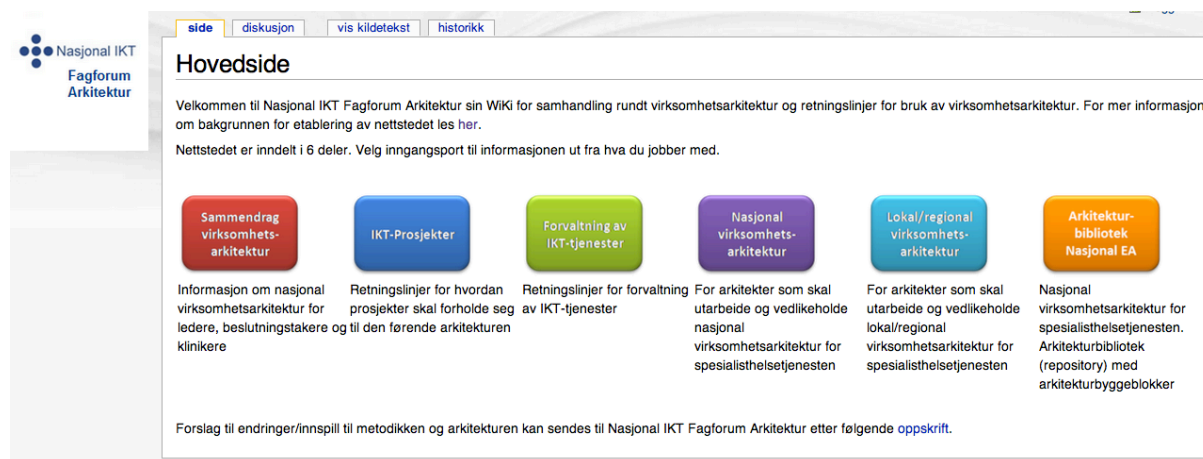 side
diskusjon
vis kildetekst
historikk
Nasjonal IKT
Fagforum
Arkitektur
Hovedside
Velkommen til Nasjonal IKT Fagforum Arkitektur sin WiKi for samhandling rundt virksomhetsarkitektur og retningslinjer for bruk av virksomhetsarkitektur. For mer informasjon
om bakgrunnen for etablering av nettstedet les her.
Nettstedet er inndelt i 6 deler. Velg inngangsport til informasjonen ut fra hva du jobber med.
Sammendrag
virksomhets-
arkitektur
IKT-Prosjekter
Forvaltning av
IKT-tjenester
Nasjonal
virksomhets-
arkitektur
Lokal/regional
virksomhets-
arkitektur
Arkitektur-
bibliotek
Nasjonal EA
Informasjon om nasjonal
virksomhetsarkitektur for
ledere, beslutningstakere og
klinikere
Retningslinjer for hvordan
prosjekter skal forholde seg
til den førende arkitekturen
Retningslinjer for forvaltning
av IKT-tjenester
For arkitekter som skal
utarbeide og vedlikeholde
nasjonal
virksomhetsarkitektur for
spesialisthelsetjenesten
For arkitekter som skal
utarbeide og vedlikeholde
lokal/regional
virksomhetsarkitektur for
spesialisthelsetjenesten
Nasjonal
virksomhetsarkitektur for
spesialisthelsetjenesten.
Arkitekturbibliotek
(repository) med
arkitekturbyggeblokker
Forslag til endringer/innspill til metodikken og arkitekturen kan sendes til Nasjonal IKT Fagforum Arkitektur etter følgende oppskrift.